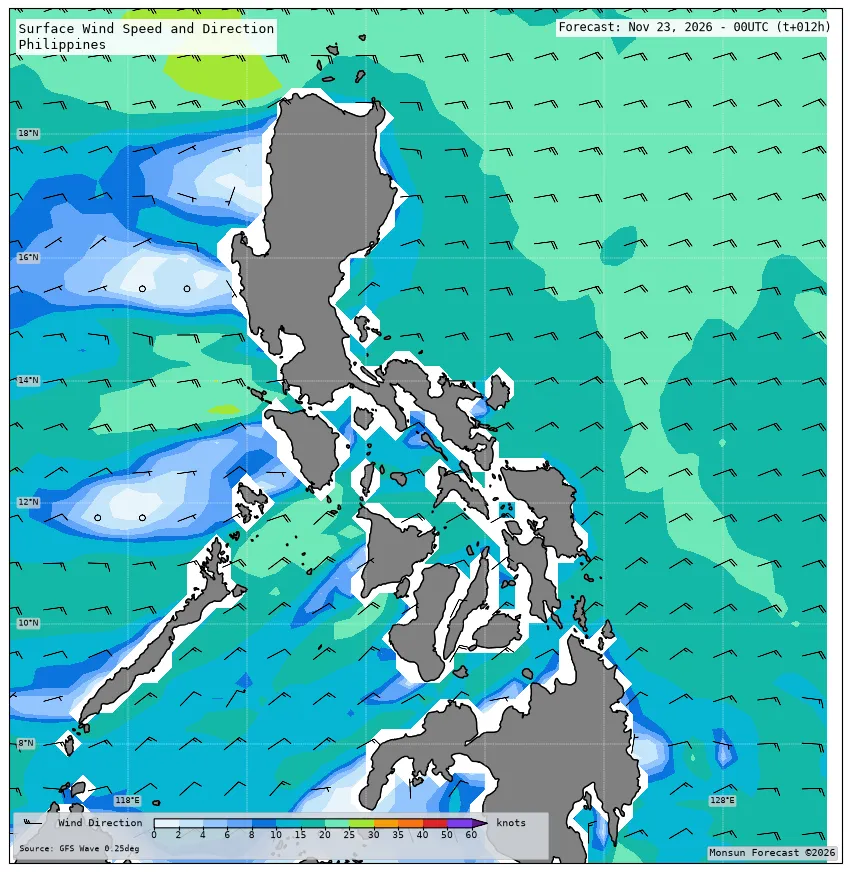 Surface Wind Speed and Direction
Philippines
Forecast: Nov 23, 2026 - 00UTC (t+012h)
18°N
16°N
14°N
12°N
10°N
8°N
118°E
128°E
Wind Direction
0 2 4 6 8 10 15 20 25 30 35 40 50 60
knots
Source: GFS Wave 0.25deg
Monsun Forecast ©2026